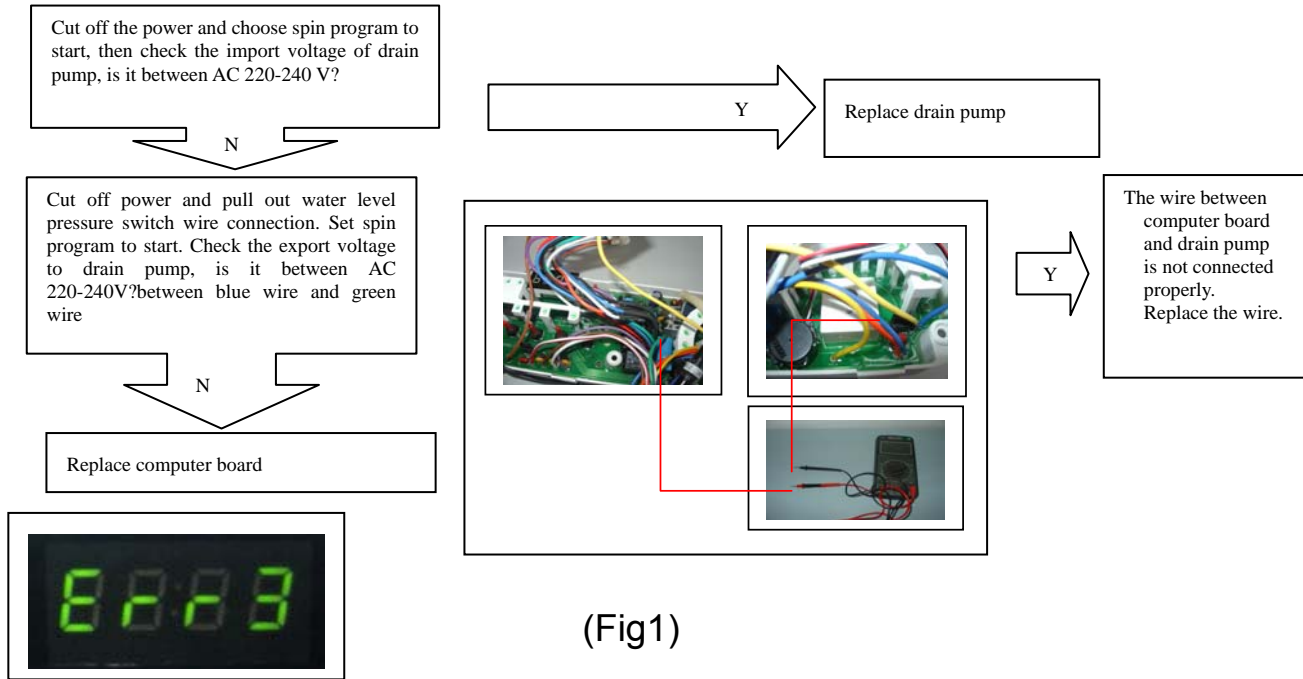 Cut off the power and choose spin program to
start, then check the import voltage of drain
pump, is it between AC 220-240 V?
Y
Replace drain pump
N
Cut off power and pull out water level
pressure switch wire connection. Set spin
program to start. Check the export voltage
to drain pump, is it between AC
220-240V?between blue wire and green
wire
Y
The wire between
computer board
and drain pump
is not connected
properly.
Replace the wire.
N
Replace computer board
Err3
(Fig1)